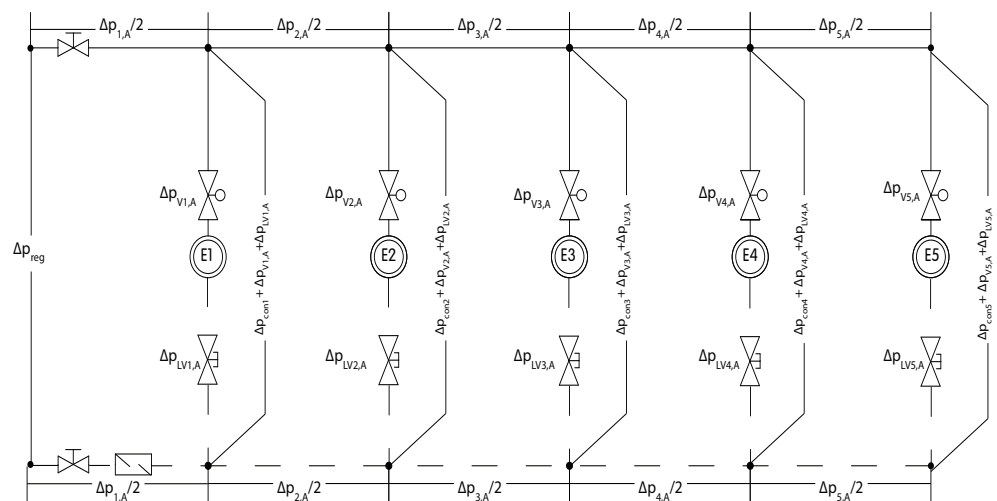 Δp1,A/2 Δp2,A/2 Δp3,A/2 Δp4,A/2 Δp5,A/2
ΔpV1,A ΔpV2,A ΔpV3,A ΔpV4,A ΔpV5,A
Δpreg
E1 E2 E3 E4 E5
Δpcon1 + ΔpV1,A + ΔpLV1,A
Δpcon2 + ΔpV2,A + ΔpLV2,A
Δpcon3 + ΔpV3,A + ΔpLV3,A
Δpcon4 + ΔpV4,A + ΔpLV4,A
Δpcon5 + ΔpV5,A + ΔpLV5,A
ΔpLV1,A ΔpLV2,A ΔpLV3,A ΔpLV4,A ΔpLV5,A
Δp1,A/2 Δp2,A/2 Δp3,A/2 Δp4,A/2 Δp5,A/2